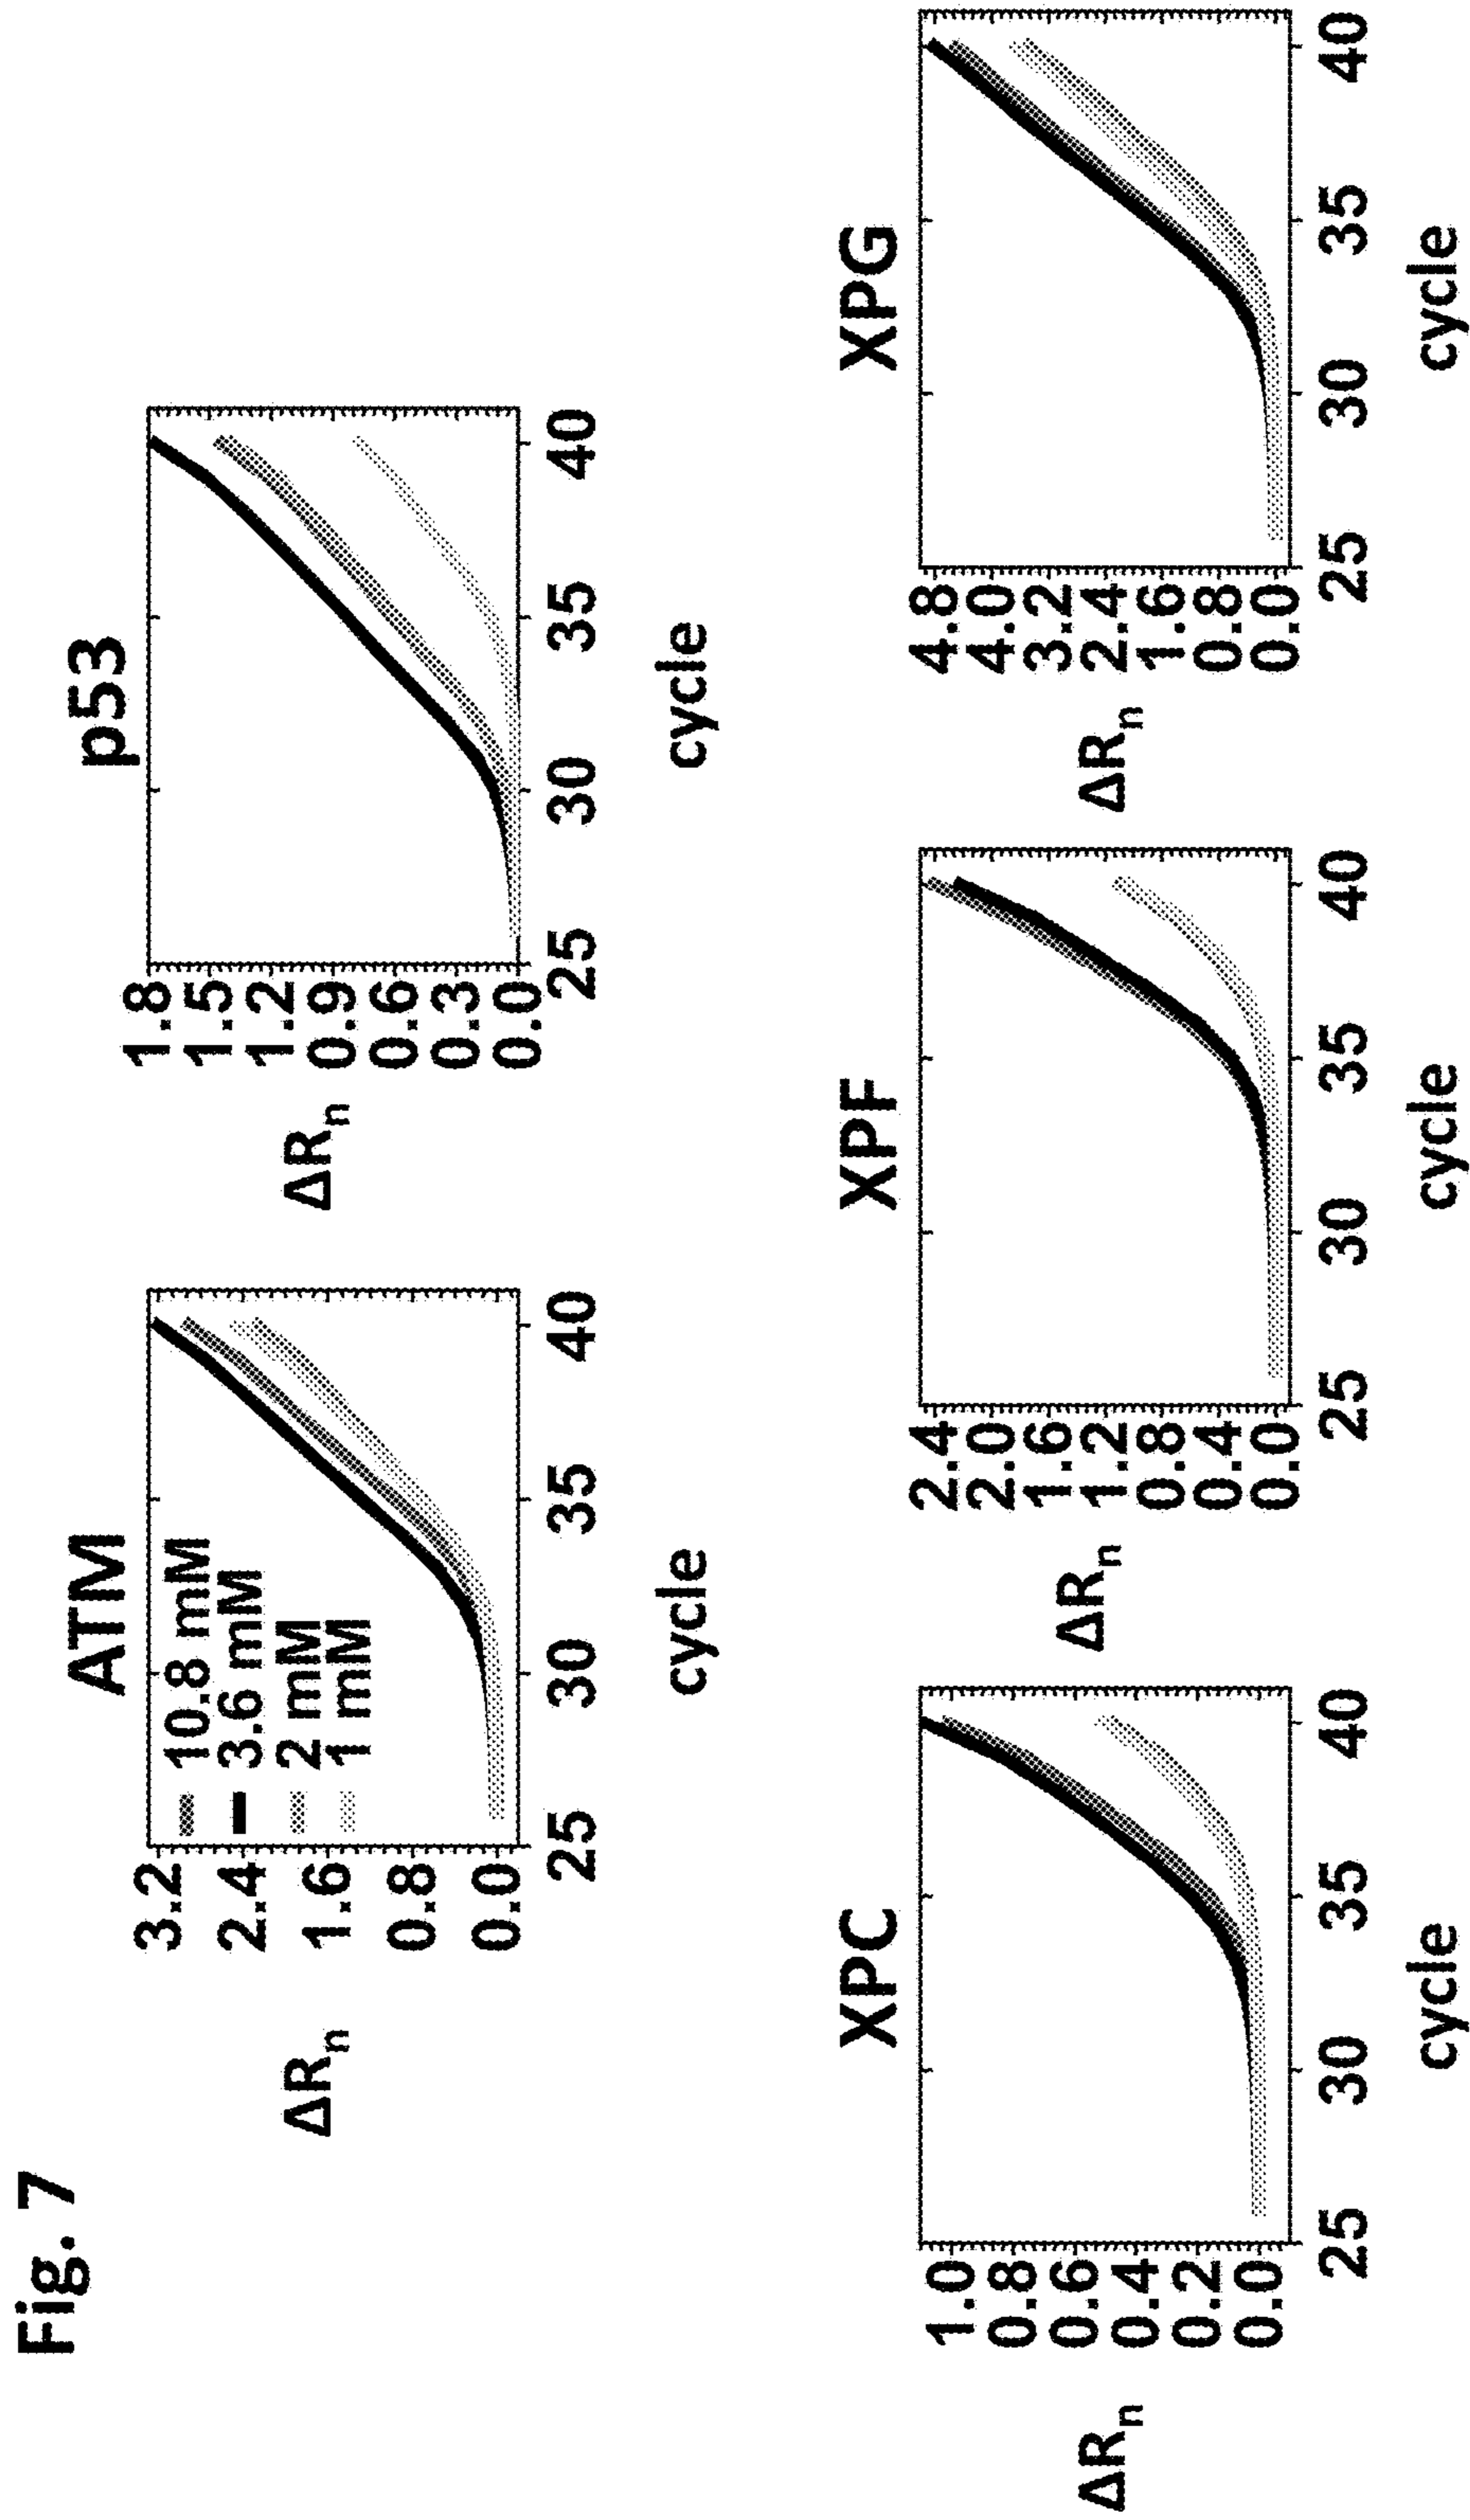 Fig. 7
ATM
ΔRn
3.2
2.4
1.6
0.8
0.0
10.8 mM
3.6 mM
2 mM
1 mM
25 30 35 40
cycle
p53
ΔRn
1.8
1.5
1.2
0.9
0.6
0.3
0.0
25 30 35 40
cycle
XPC
ΔRn
1.0
0.8
0.6
0.4
0.2
0.0
25 30 35 40
cycle
XPF
ΔRn
2.4
2.0
1.6
1.2
0.8
0.4
0.0
25 30 35 40
cycle
XPG
ΔRn
4.8
4.0
3.2
2.4
1.6
0.8
0.0
25 30 35 40
cycle